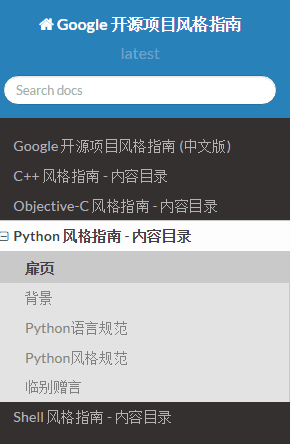 Google 开源项目风格指南
latest
Search docs
Google 开源项目风格指南 (中文版)
C++ 风格指南 - 内容目录
Objective-C 风格指南 - 内容目录
Python 风格指南 - 内容目录
扉页
背景
Python语言规范
Python风格规范
临别赠言
Shell 风格指南 - 内容目录